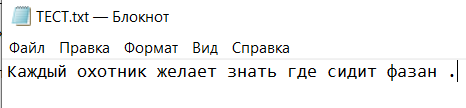 ТЕСТ.txt — Блокнот
Файл Правка Формат Вид Справка
Каждый охотник желает знать где сидит фазан .